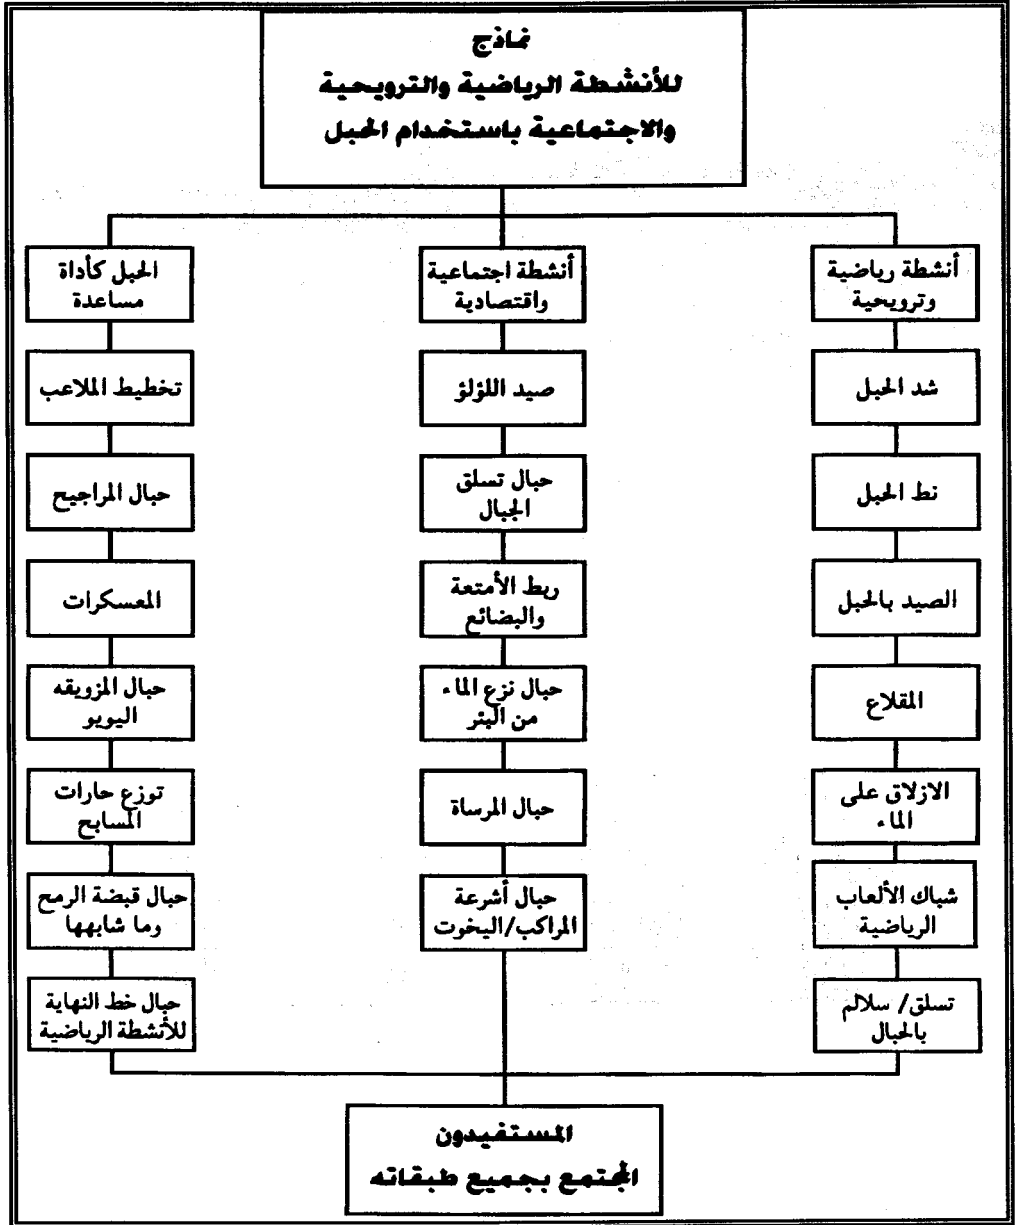 نماذج
للأنشطة الرياضية والترويحية
والاجتماعية باستخدام الحبل
أنشطة رياضية
وترويحية
شد الحبل
نط الحبل
الصيد بالحبل
المقلاع
الازلاق على
الماء
شباك الألعاب
الرياضية
تسلق/ سلالم
بالحبال
أنشطة اجتماعية
واقتصادية
صيد اللؤلؤ
حبال تسلق
الجبال
ربط الأمتعة
والبضائع
حبال نزع الماء
من البئر
حبال المرساة
حبال أشرعة
المراكب/اليخوت
الحبل كأداة
مساعدة
تخطيط الملاعب
حبال المراجيح
المعسكرات
حبال المزويقه
اليويو
توزع حارات
المسابح
حبال قبضة الرمح
وما شابهها
حبال خط النهاية
للأنشطة الرياضية
المستفيدون
المجتمع بجميع طبقاته